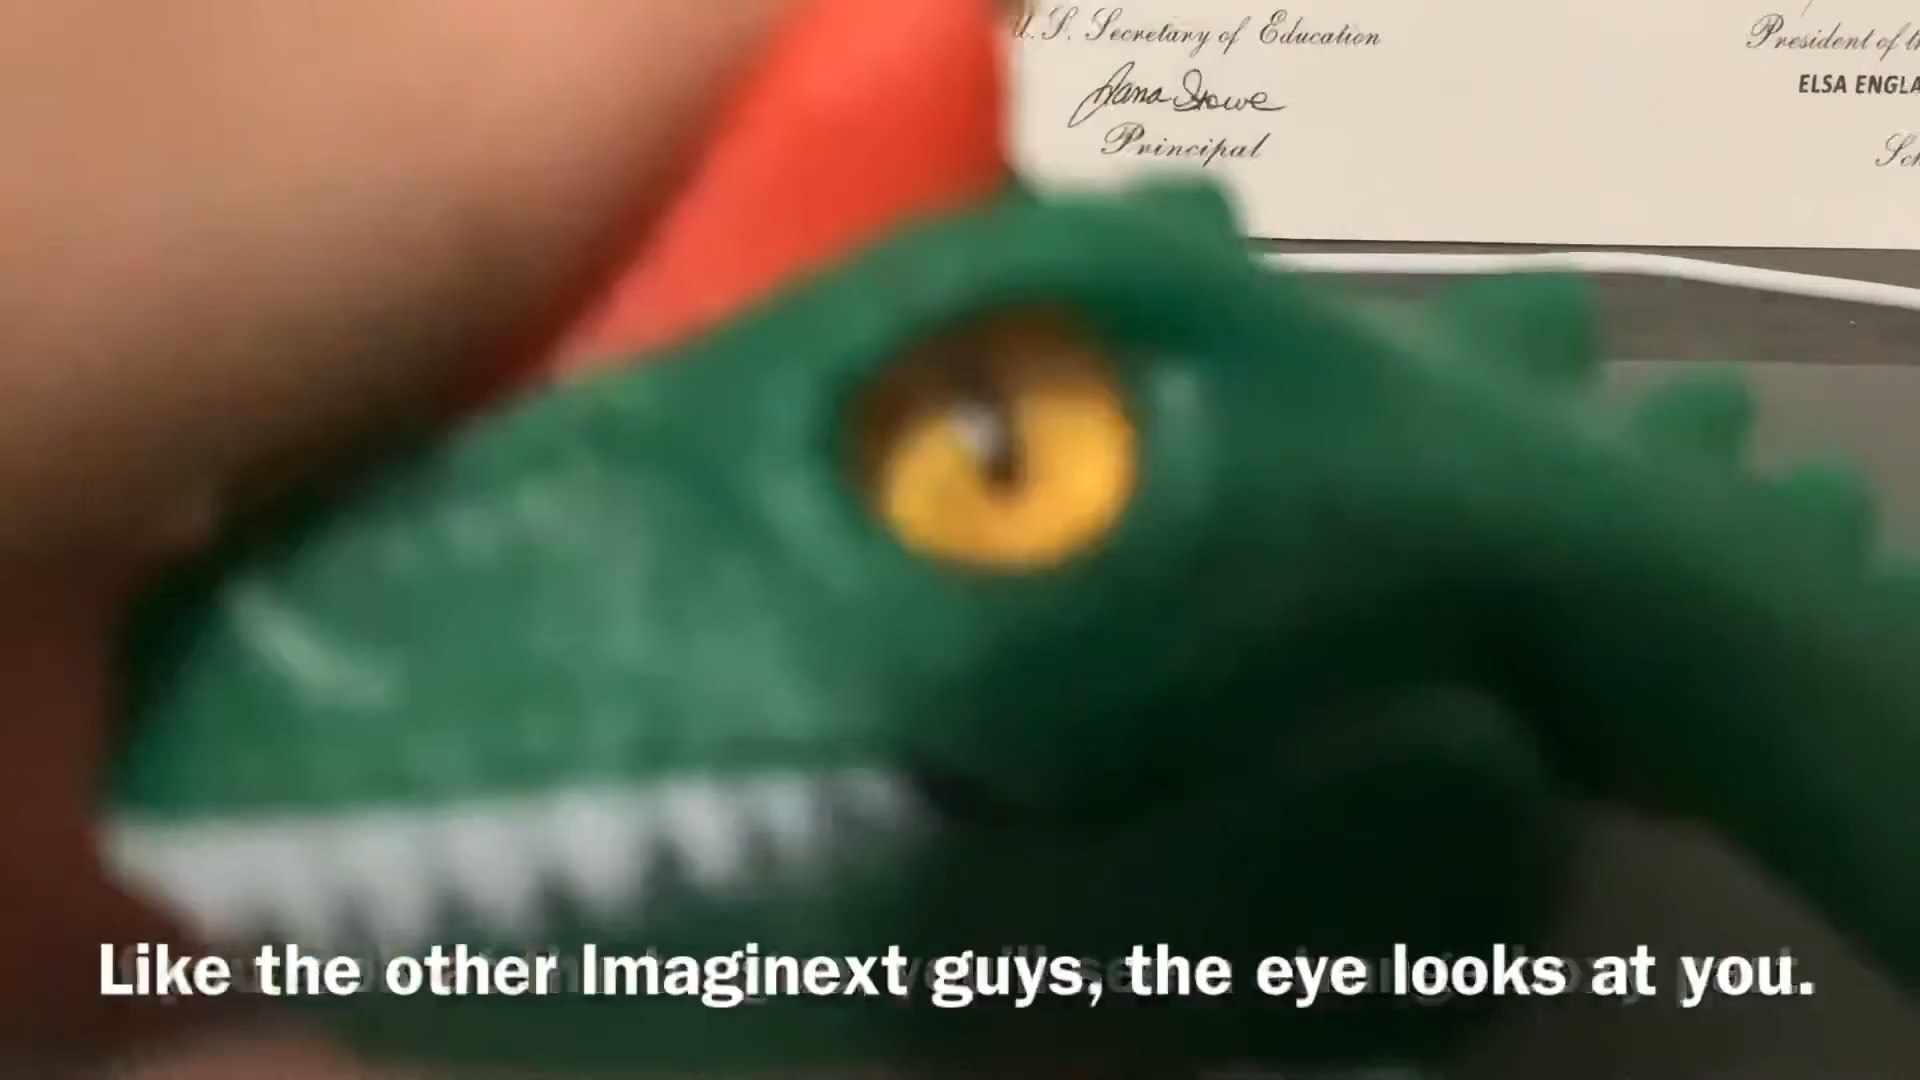 U.S. Secretary of Education
President of
ELSA ENGLA
Principal
Like the other Imaginext guys, the eye looks at you.